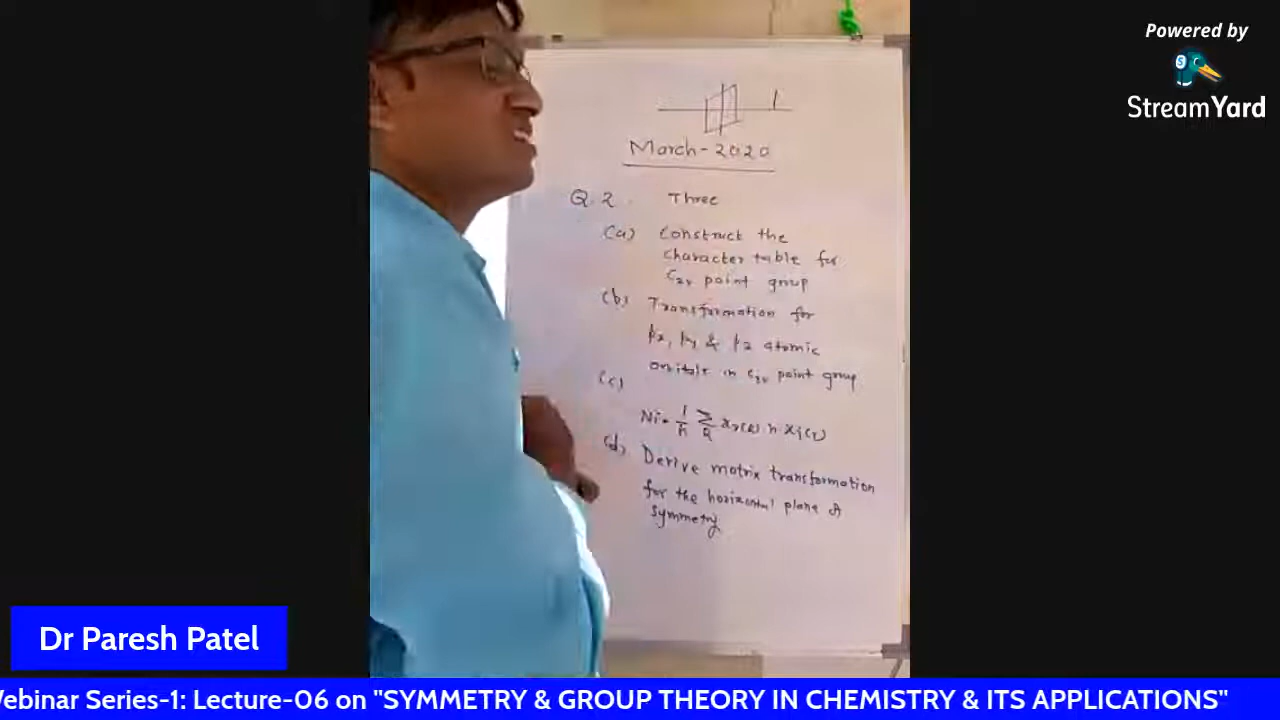 Powered by
StreamYard
March-2020
Q.2. Three
(a) Construct the
character table for
C2v point group
(b) Transformation for
px, py & pz atomic
orbitals in point group
(c)
(d) Derive matrix transformation
for the horizontal plane of
symmetry
Dr Paresh Patel
Webinar Series-1: Lecture-06 on "SYMMETRY & GROUP THEORY IN CHEMISTRY & ITS APPLICATIONS"